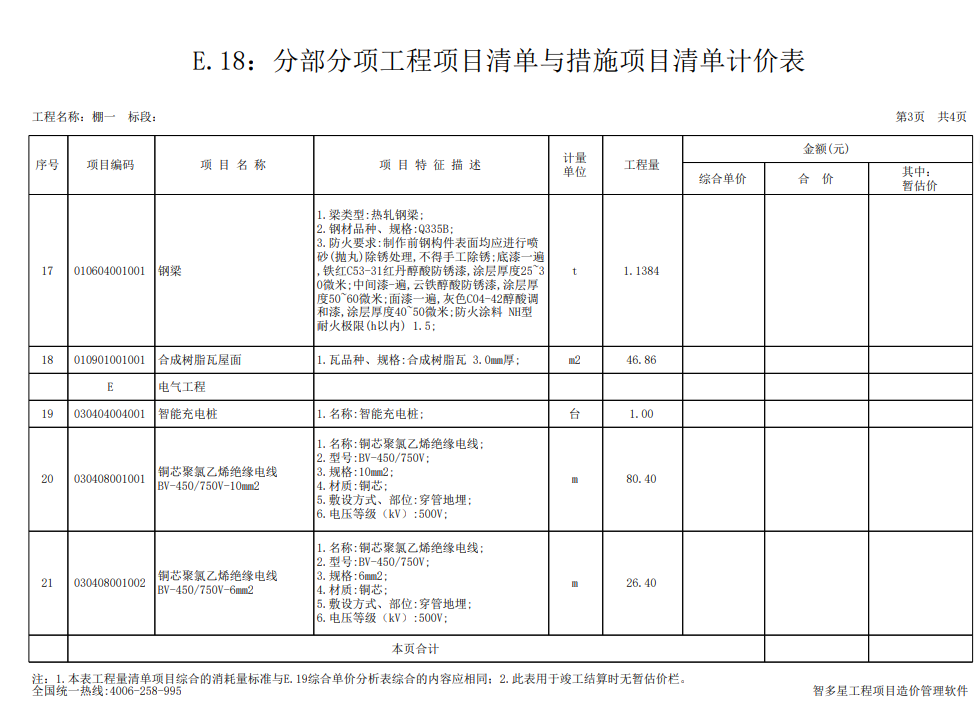 E.18: 分部分项工程项目清单与措施项目清单计价表
工程名称: 棚一 标段:
第3页 共4页
序号 项目编码 项 目 名 称 项 目 特 征 描 述 计量单位 工程量 金额(元)
综合单价 合 价 其中:暂估价
17 010604001001 钢梁
1.梁类型:热轧钢梁;
2.钢材品种、规格:Q335B;
3.防火要求:制作前钢构件表面均应进行喷
砂(抛丸)除锈处理,不得手工除锈;底漆一遍
,铁红C53-31红丹醇酸防锈漆,涂层厚度25~3
0微米;中间漆-遍,云铁醇酸防锈漆,涂层厚
度50~60微米;面漆一遍,灰色C04-42醇酸调
和漆,涂层厚度40~50微米;防火涂料 NH型
耐火极限(h以内) 1.5;
t 1.1384
18 010901001001 合成树脂瓦屋面 1.瓦品种、规格:合成树脂瓦 3.0mm厚; m2 46.86
E 电气工程
19 030404004001 智能充电桩 1.名称:智能充电桩; 台 1.00
20 030408001001 铜芯聚氯乙烯绝缘电线
BV-450/750V-10mm2
1.名称:铜芯聚氯乙烯绝缘电线;
2.型号:BV-450/750V;
3.规格:10mm2;
4.材质:铜芯;
5.敷设方式、部位:穿管地埋;
6.电压等级（kV）:500V;
m 80.40
21 030408001002 铜芯聚氯乙烯绝缘电线
BV-450/750V-6mm2
1.名称:铜芯聚氯乙烯绝缘电线;
2.型号:BV-450/750V;
3.规格:6mm2;
4.材质:铜芯;
5.敷设方式、部位:穿管地埋;
6.电压等级（kV）:500V;
m 26.40
本页合计
注: 1.本表工程量清单项目综合的消耗量标准与E.19综合单价分析表综合的内容应相同; 2.此表用于竣工结算时无暂估价栏。
全国统一热线:4006-258-995
智多星工程项目造价管理软件